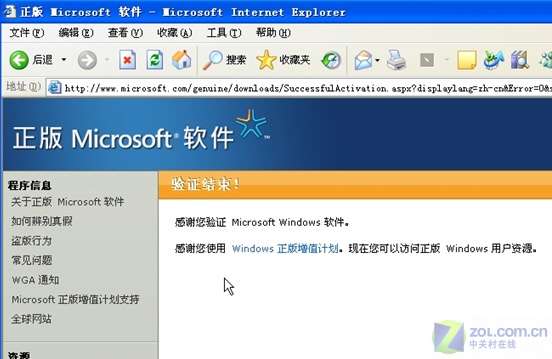 正版 Microsoft 软件 - Microsoft Internet Explorer
文件(F) 编辑(E) 查看(V) 收藏(A) 工具(T) 帮助(H)
后退 搜索 收藏夹
地址(D) http://www.microsoft.com/genuine/downloads/SuccessfulActivation.aspx?displaylang=zh-cn&Error=0&s
正版 Microsoft® 软件 ™
程序信息
关于正版 Microsoft 软件
如何辨别真假
盗版行为
常见问题
WGA 通知
Microsoft 正版增值计划支持
全球网站
资源
验证结束!
感谢您验证 Microsoft Windows 软件。
感谢您使用 Windows 正版增值计划。现在您可以访问正版 Windows 用户资源。
zol.com.cn
中关村在线